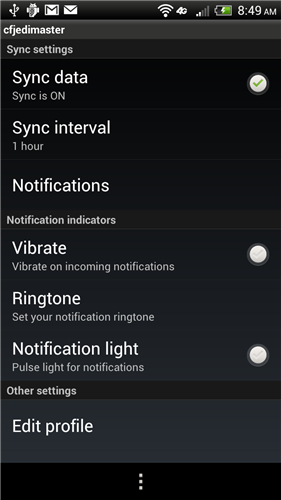 4G 8:49 AM
cfjedimaster
Sync settings
Sync data
Sync is ON
Sync interval
1 hour
Notifications
Notification indicators
Vibrate
Vibrate on incoming notifications
Ringtone
Set your notification ringtone
Notification light
Pulse light for notifications
Other settings
Edit profile